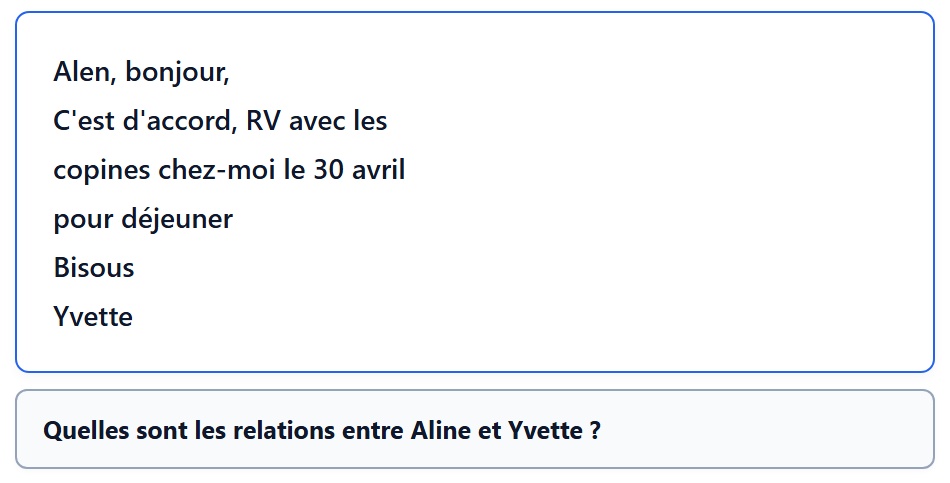 Alen, bonjour,
C'est d'accord, RV avec les
copines chez-moi le 30 avril
pour déjeuner
Bisous
Yvette
Quelles sont les relations entre Aline et Yvette ?